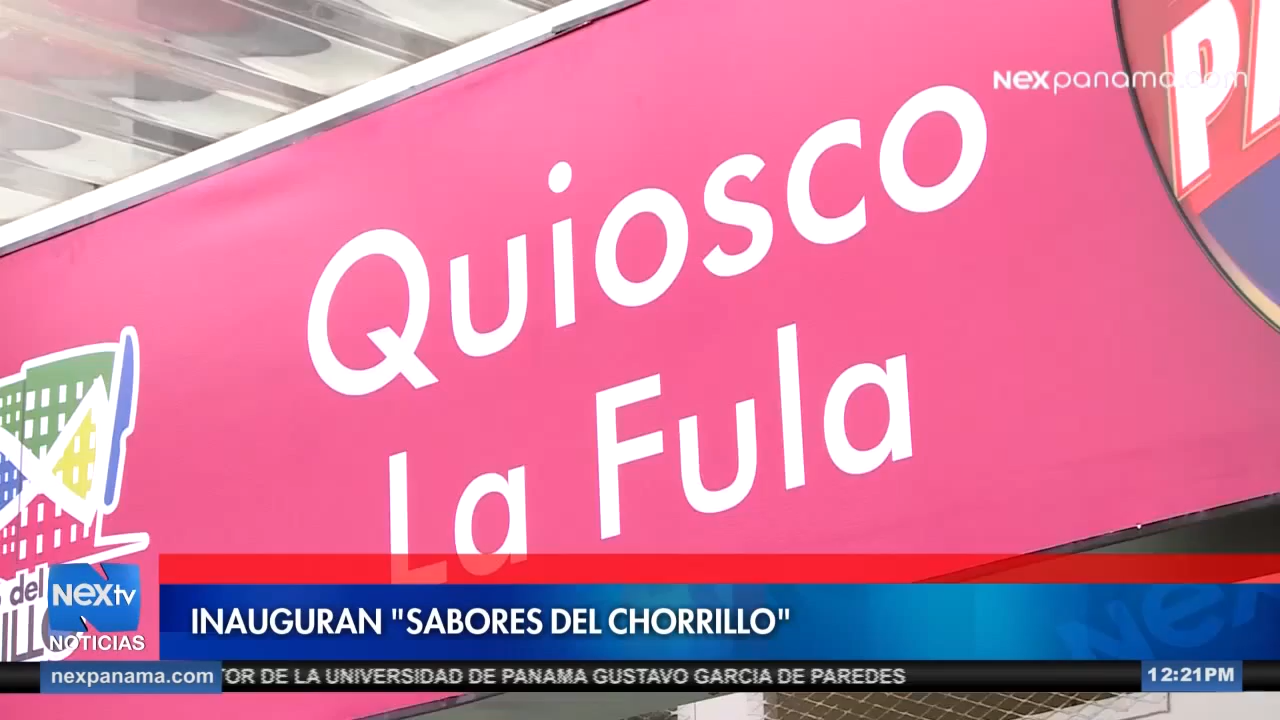 NEXpanama.com
Quiosco
La Fula
del
NEXtv
NOTICIAS
INAUGURAN "SABORES DEL CHORRILLO"
nexpanama.com
TOR DE LA UNIVERSIDAD DE PANAMA GUSTAVO GARCIA DE PAREDES
12:21PM